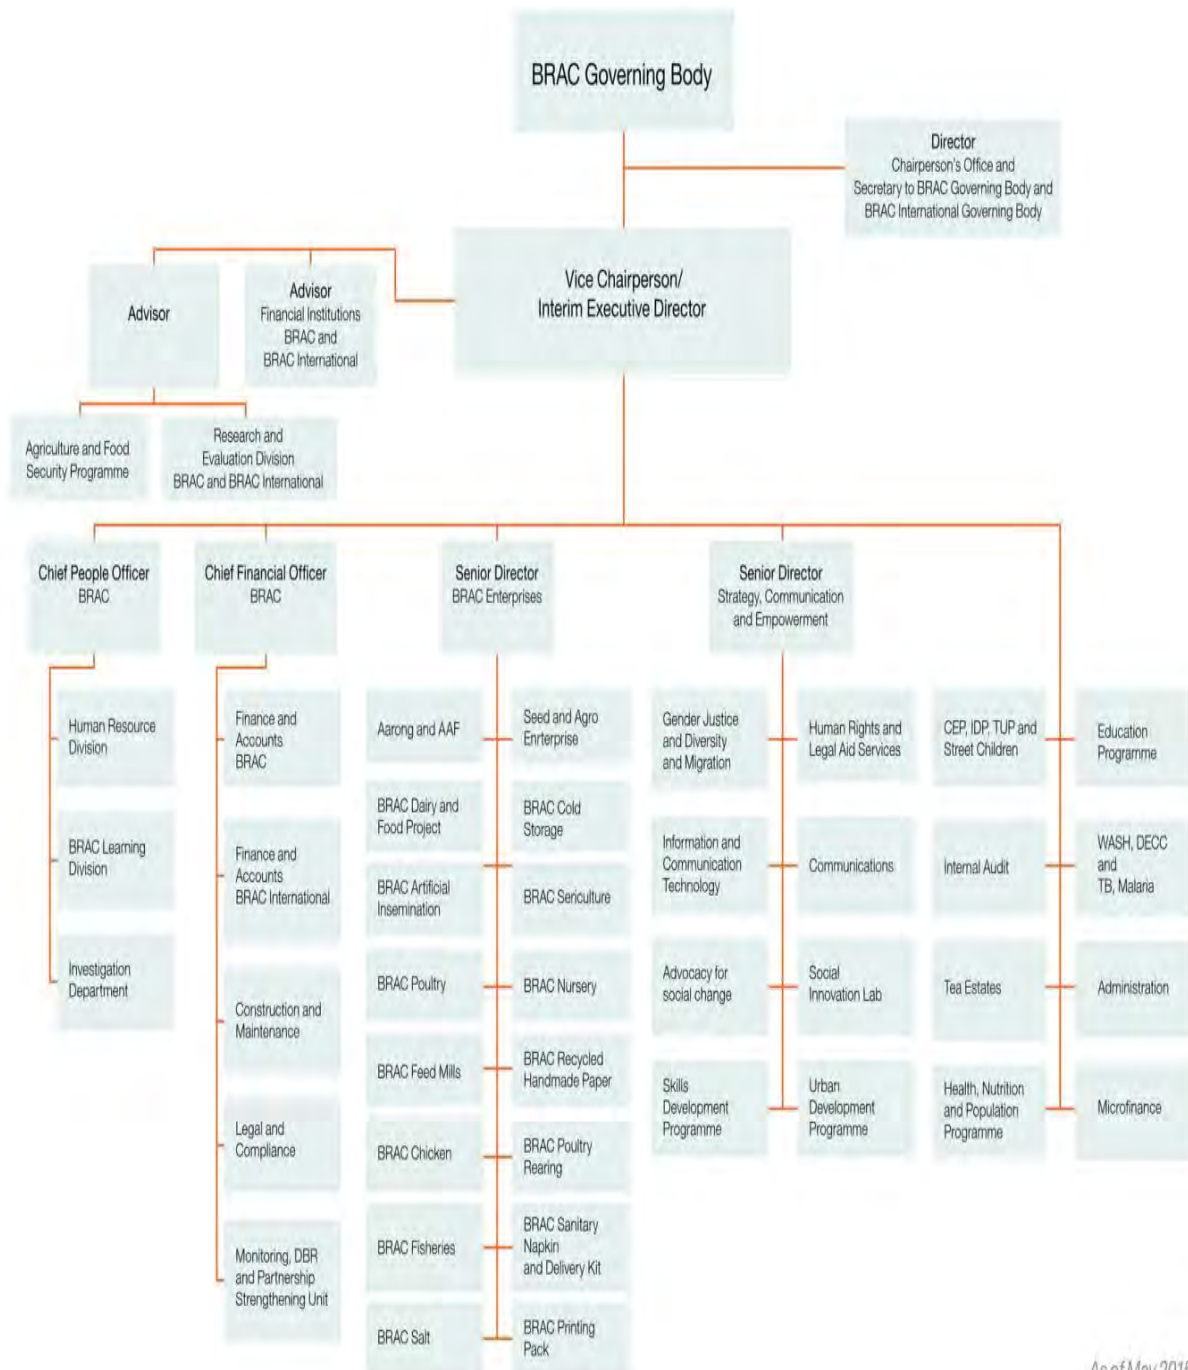 BRAC Governing Body
Director
Chairperson's Office and
Secretary to BRAC Governing Body and
BRAC International Governing Body
Vice Chairperson/
Interim Executive Director
Advisor
Advisor
Financial Institutions
BRAC and
BRAC International
Agriculture and Food
Security Programme
Research and
Evaluation Division
BRAC and BRAC International
Chief People Officer
BRAC
Chief Financial Officer
BRAC
Senior Director
BRAC Enterprises
Senior Director
Strategy, Communication
and Empowerment
Human Resource
Division
BRAC Learning
Division
Investigation
Department
Finance and
Accounts
BRAC
Finance and
Accounts
BRAC International
Construction and
Maintenance
Legal and
Compliance
Monitoring, DBR
and Partnership
Strengthening Unit
Aarong and AAF
Seed and Agro
Enrterprise
BRAC Dairy and
Food Project
BRAC Cold
Storage
BRAC Artificial
Insemination
BRAC Sericulture
BRAC Poultry
BRAC Nursery
BRAC Feed Mills
BRAC Recycled
Handmade Paper
BRAC Chicken
BRAC Poultry
Rearing
BRAC Fisheries
BRAC Sanitary
Napkin
and Delivery Kit
BRAC Salt
BRAC Printing
Pack
Gender Justice
and Diversity
and Migration
Human Rights and
Legal Aid Services
Information and
Communication
Technology
Communications
Advocacy for
social change
Social
Innovation Lab
Skills
Development
Programme
Urban
Development
Programme
CEP, IDP, TUP and
Street Children
Education
Programme
Internal Audit
WASH, DECC
and
TB, Malaria
Tea Estates
Administration
Health, Nutrition
and Population
Programme
Microfinance
As of May